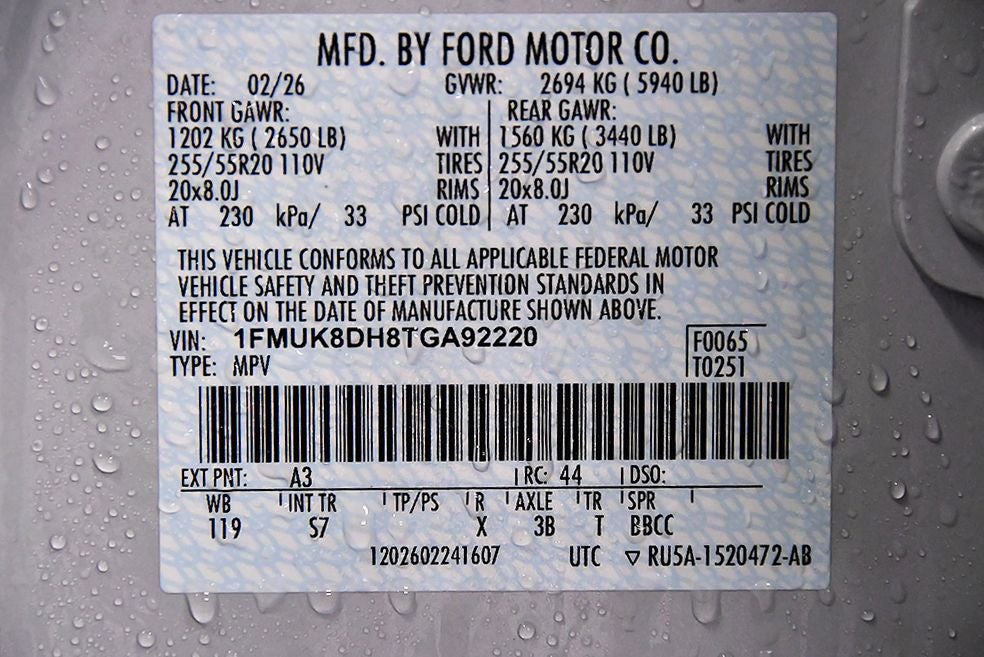 MFD. BY FORD MOTOR CO.
DATE: 02/26 GVWR: 2694 KG ( 5940 LB)
FRONT GAWR: REAR GAWR:
1202 KG ( 2650 LB) WITH 1560 KG ( 3440 LB) WITH
255/55R20 110V TIRES 255/55R20 110V TIRES
20x8.0J RIMS 20x8.0J RIMS
AT 230 kPa/ 33 PSI COLD AT 230 kPa/ 33 PSI COLD
THIS VEHICLE CONFORMS TO ALL APPLICABLE FEDERAL MOTOR
VEHICLE SAFETY AND THEFT PREVENTION STANDARDS IN
EFFECT ON THE DATE OF MANUFACTURE SHOWN ABOVE.
VIN: 1FMUK8DH8TGA92220 F0065
TYPE: MPV T0251
EXT PNT: A3 RC: 44 DSO:
WB INT TR TP/PS R AXLE TR SPR
119 S7 X 3B T BBCC
1202602241607 UTC ▽ RU5A-1520472-AB